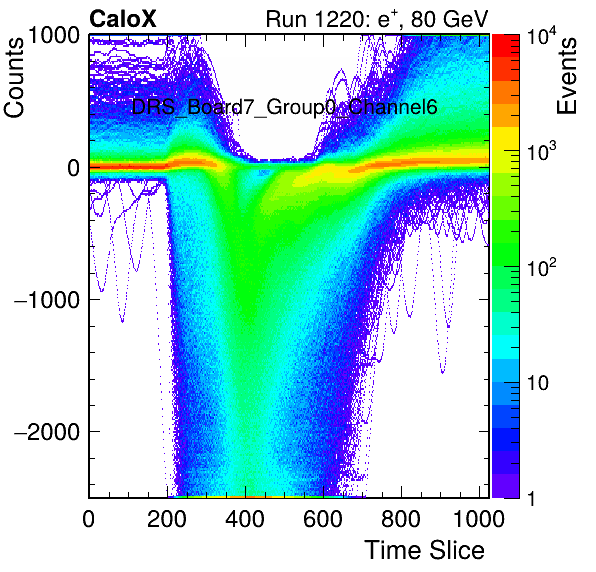 CaloX Run 1220: e⁺, 80 GeV
Counts
Events
DRS_Board7_Group0_Channel6
1000
0
−1000
−2000
0 200 400 600 800 1000
Time Slice
10⁴
10³
10²
10
1